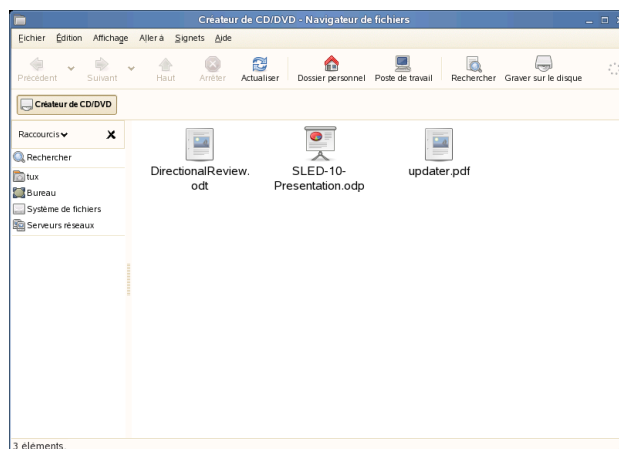 Créateur de CD/DVD - Navigateur de fichiers
Fichier Édition Affichage Aller à Signets Aide
Précédent Suivant Haut Arrêter Actualiser Dossier personnel Poste de travail Rechercher Graver sur le disque
Créateur de CD/DVD
Raccourcis
Rechercher
tux
Bureau
Système de fichiers
Serveurs réseaux
DirectionalReview.
odt
SLED-10-
Presentation.odp
updater.pdf
3 éléments